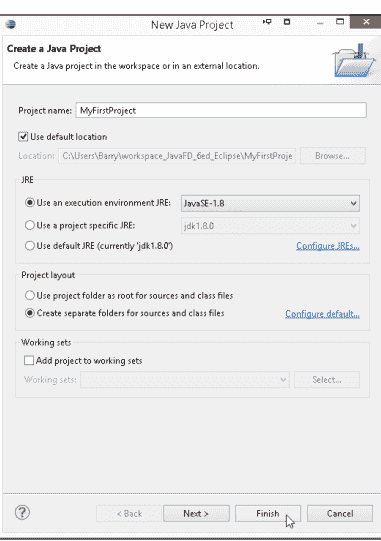 New Java Project
Create a Java Project
Create a Java project in the workspace or in an external location.
Project name: MyFirstProject
Use default location
Location: C:\Users\Barry\workspace_JavaFD_6ed_Eclipse\MyFirstProje Browse...
JRE
Use an execution environment JRE: JavaSE-1.8
Use a project specific JRE: jdk1.8.0
Use default JRE (currently 'jdk1.8.0') Configure JREs...
Project layout
Use project folder as root for sources and class files
Create separate folders for sources and class files Configure default...
Working sets
Add project to working sets
Working sets: Select...
? < Back Next > Finish Cancel